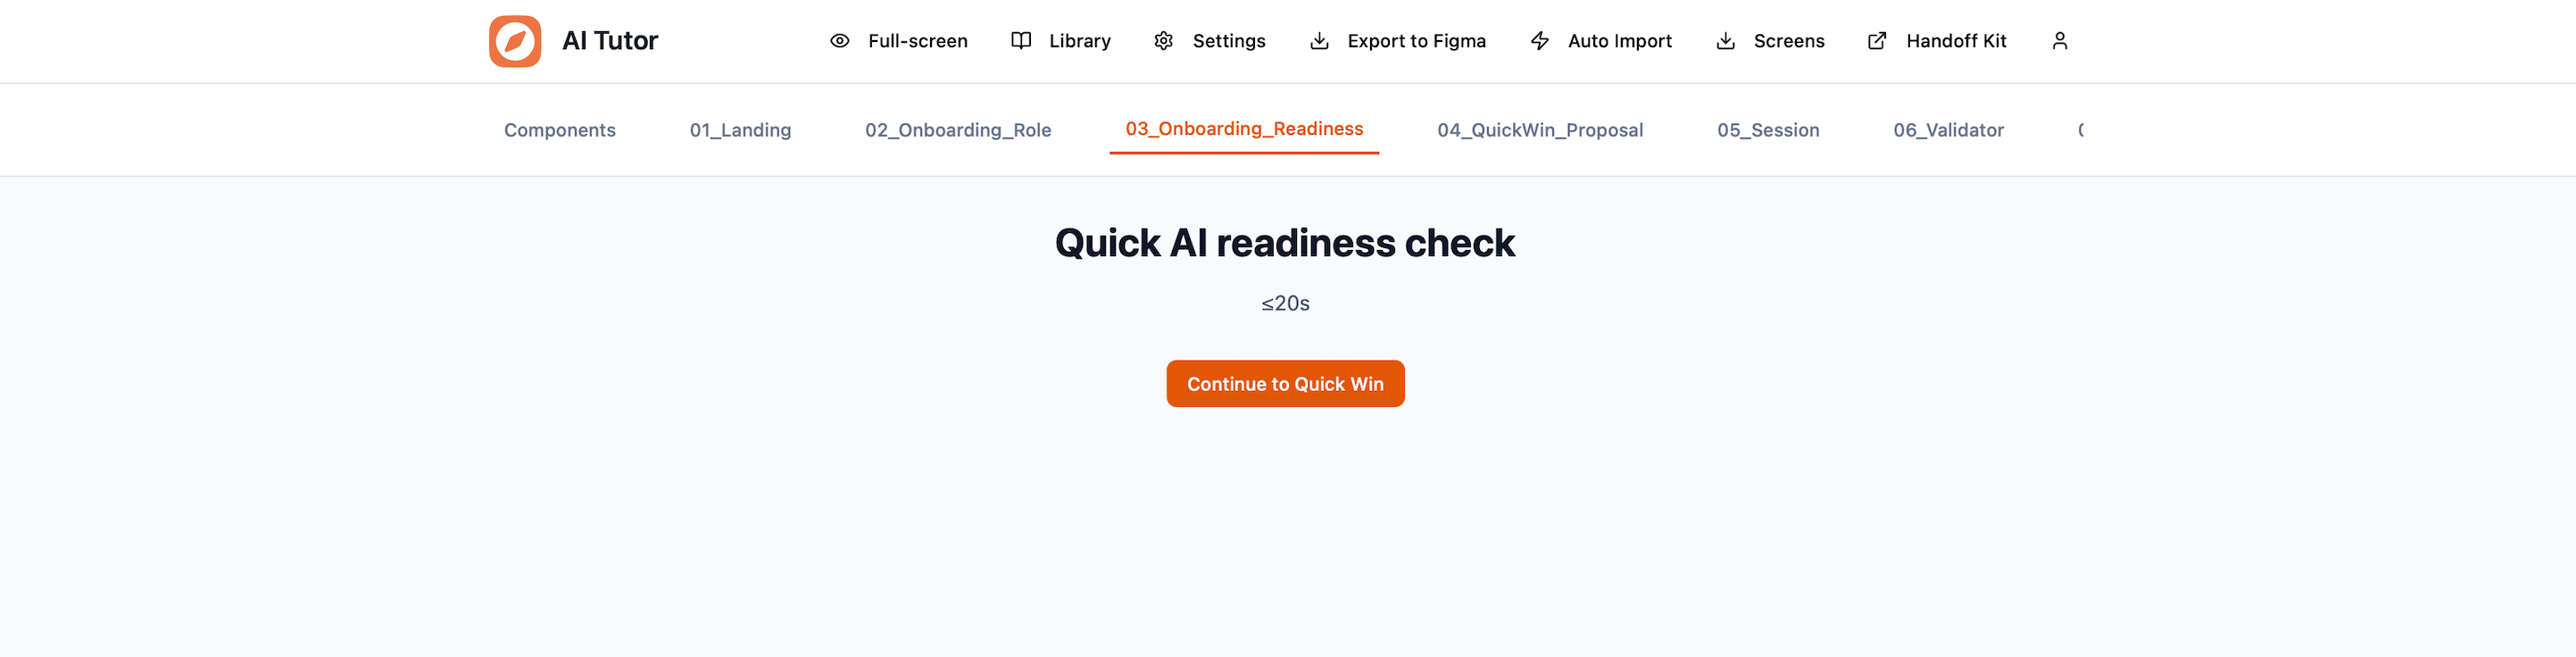 AI Tutor Full-screen Library Settings Export to Figma Auto Import Screens Handoff Kit
Components 01_Landing 02_Onboarding_Role 03_Onboarding_Readiness 04_QuickWin_Proposal 05_Session 06_Validator
Quick AI readiness check
≤20s
Continue to Quick Win